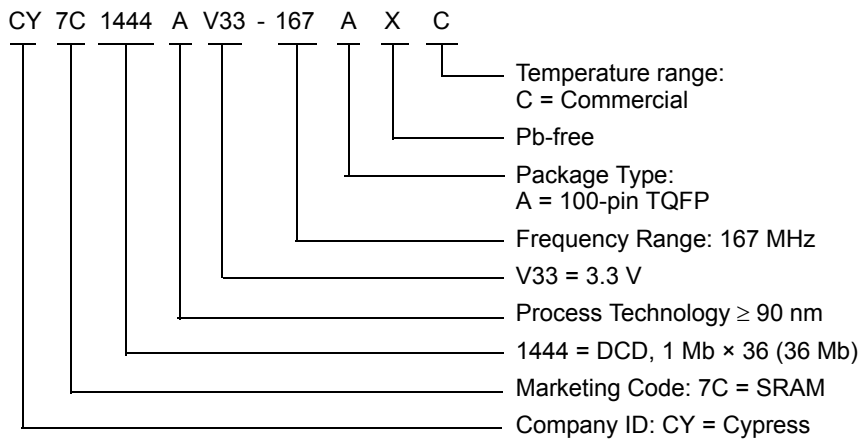 CY 7C 1444 A V33 - 167 A X C
Temperature range:
C = Commercial
Pb-free
Package Type:
A = 100-pin TQFP
Frequency Range: 167 MHz
V33 = 3.3 V
Process Technology ≥ 90 nm
1444 = DCD, 1 Mb × 36 (36 Mb)
Marketing Code: 7C = SRAM
Company ID: CY = Cypress